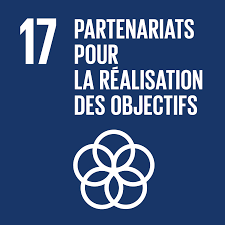 17 PARTENARIATS
POUR
LA RÉALISATION
DES OBJECTIFS